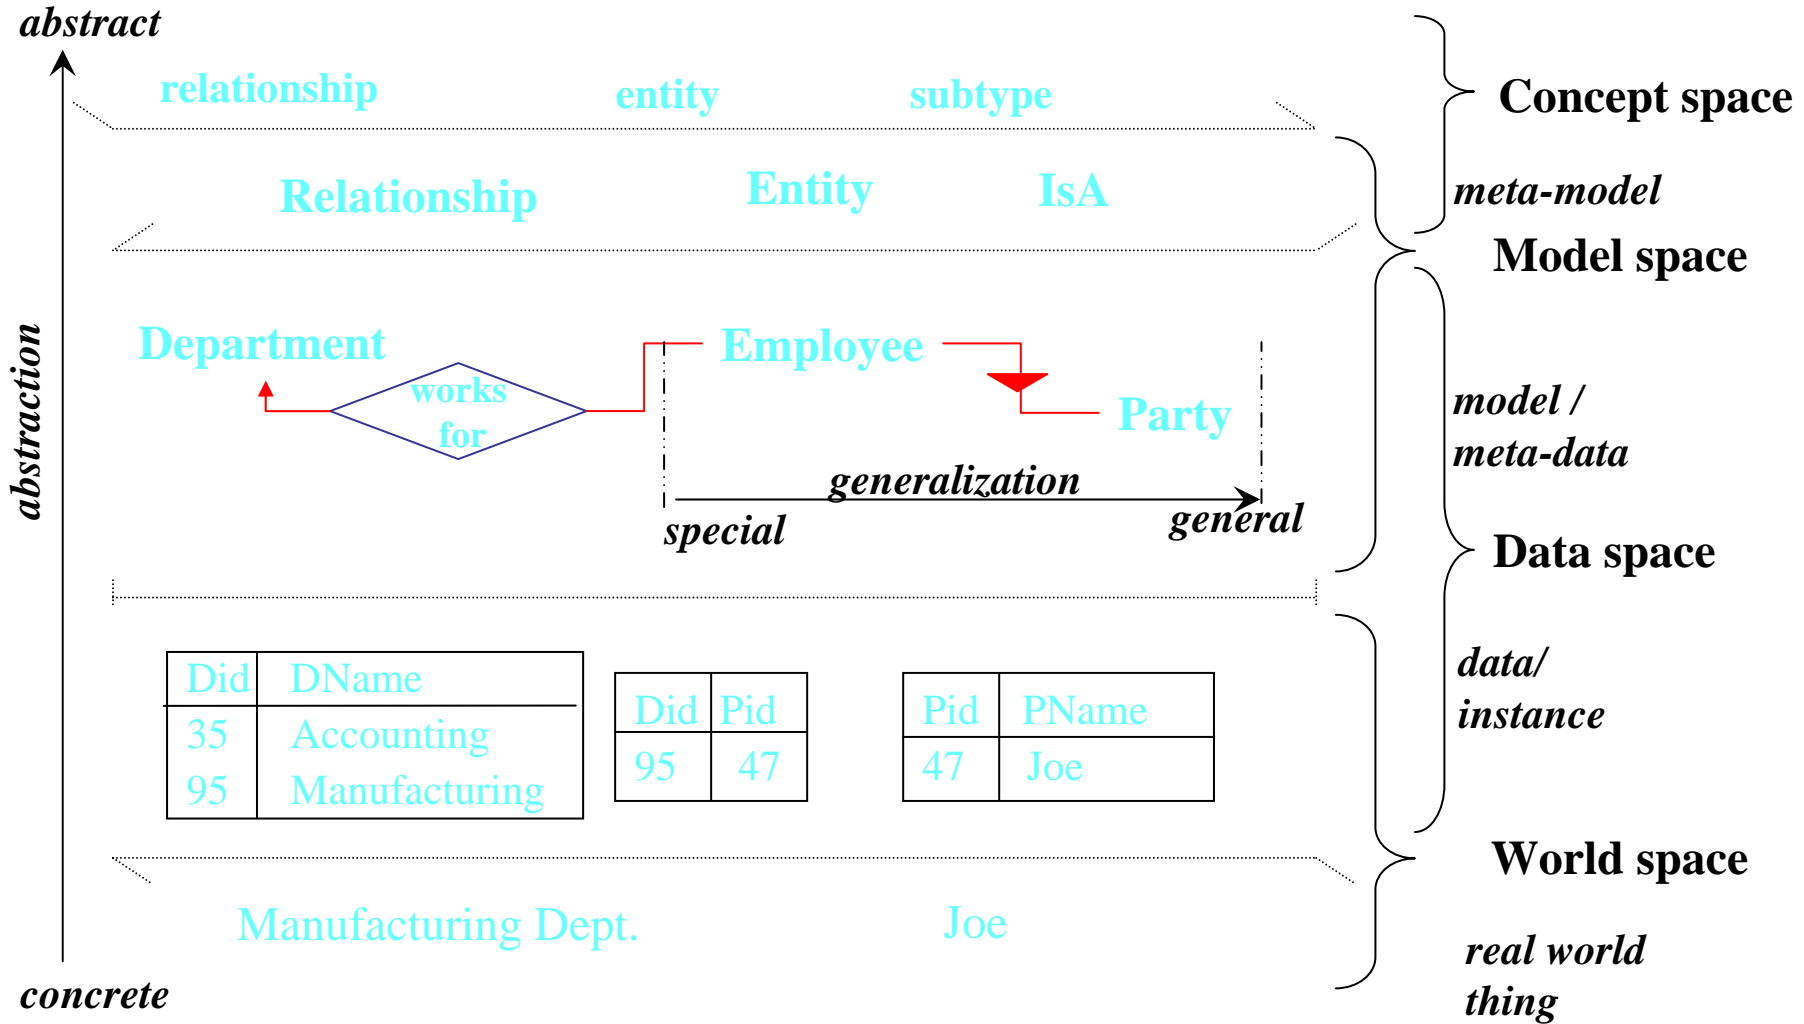 abstract
relationship entity subtype
Concept space
Relationship Entity IsA
meta-model
Model space
abstraction
Department works for Employee
Party
model /
meta-data
generalization
special general
Data space
Did DName
35 Accounting
95 Manufacturing
Did Pid
95 47
Pid PName
47 Joe
data/
instance
World space
Manufacturing Dept. Joe
real world
thing
concrete